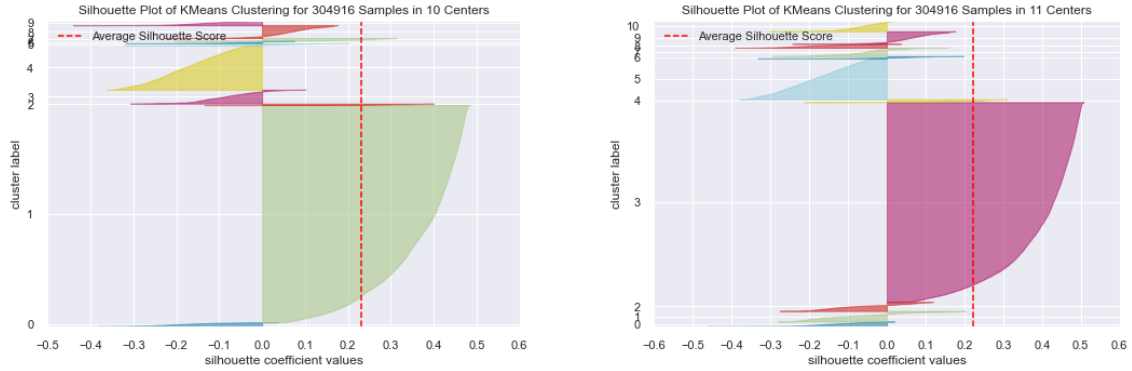 Silhouette Plot of KMeans Clustering for 304916 Samples in 10 Centers
Average Silhouette Score
cluster label
9
4
3
2
1
0
−0.6 −0.5 −0.4 −0.3 −0.2 −0.1 0.0 0.1 0.2 0.3 0.4 0.5 0.6
silhouette coefficient values
Silhouette Plot of KMeans Clustering for 304916 Samples in 11 Centers
Average Silhouette Score
cluster label
10
9
6
5
4
3
2
1
0
−0.6 −0.5 −0.4 −0.3 −0.2 −0.1 0.0 0.1 0.2 0.3 0.4 0.5 0.6
silhouette coefficient values